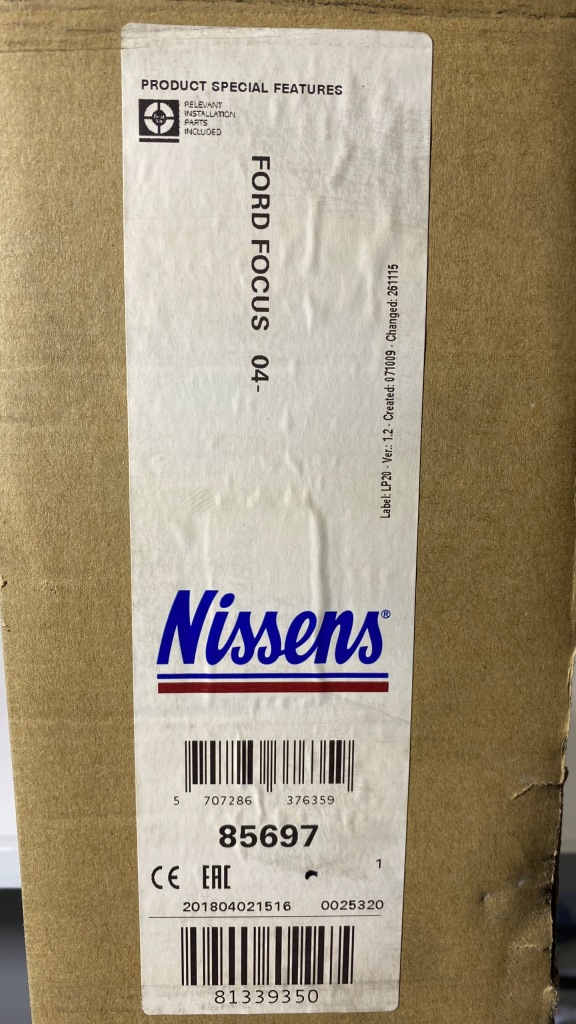 PRODUCT SPECIAL FEATURES
RELEVANT
INSTALLATION
PARTS
INCLUDED
FORD FOCUS 04-
Label: LP20 - Ver.: 1.2 - Created: 071009 - Changed: 261115
Nissens®
5 707286 376359
85697
1
CE EAC
201804021516 0025320
81339350